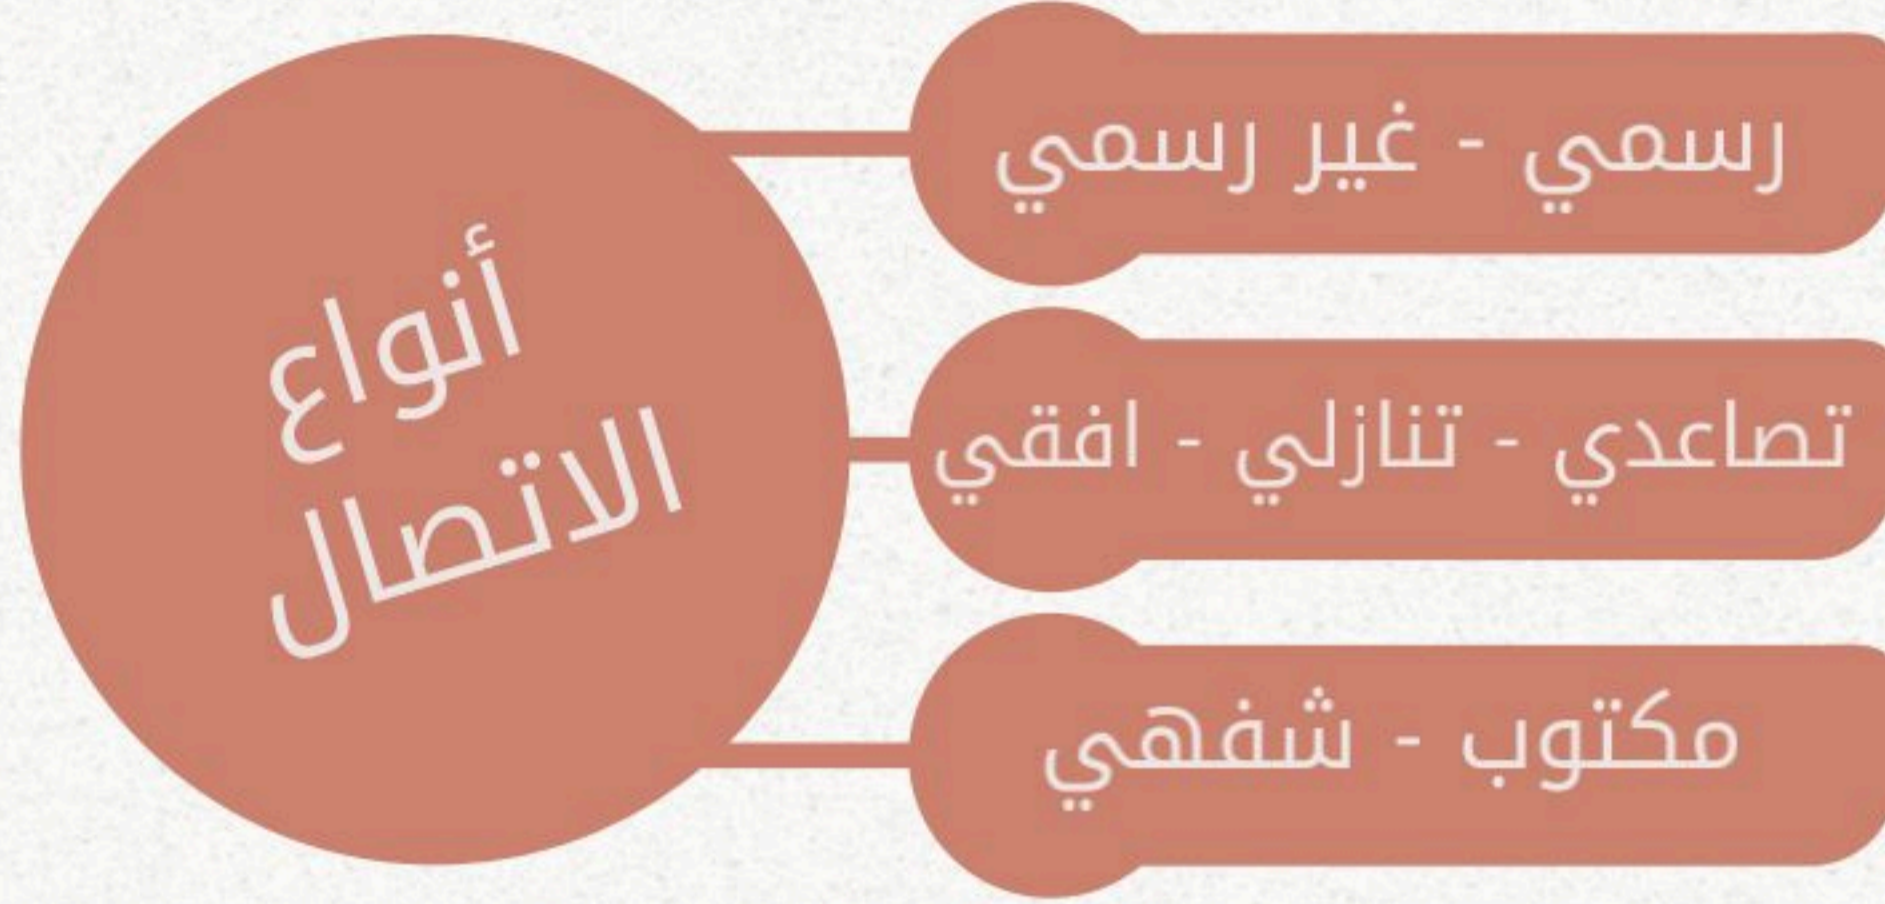 أنواع
الاتصال
رسمي - غير رسمي
تصاعدي - تنازلي - افقي
مكتوب - شفهي